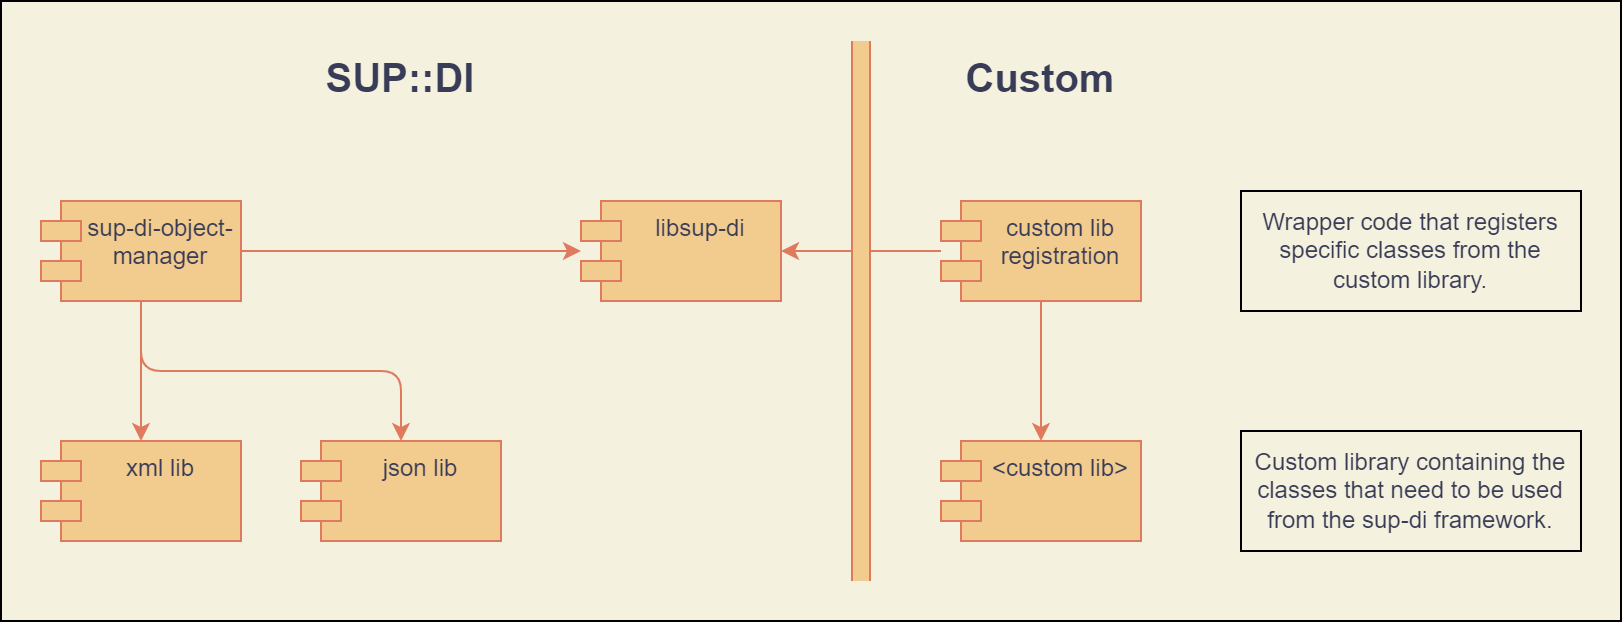 SUP::DI
Custom
sup-di-object-
manager
libsup-di
custom lib
registration
Wrapper code that registers
specific classes from the
custom library.
xml lib
json lib
<custom lib>
Custom library containing the
classes that need to be used
from the sup-di framework.